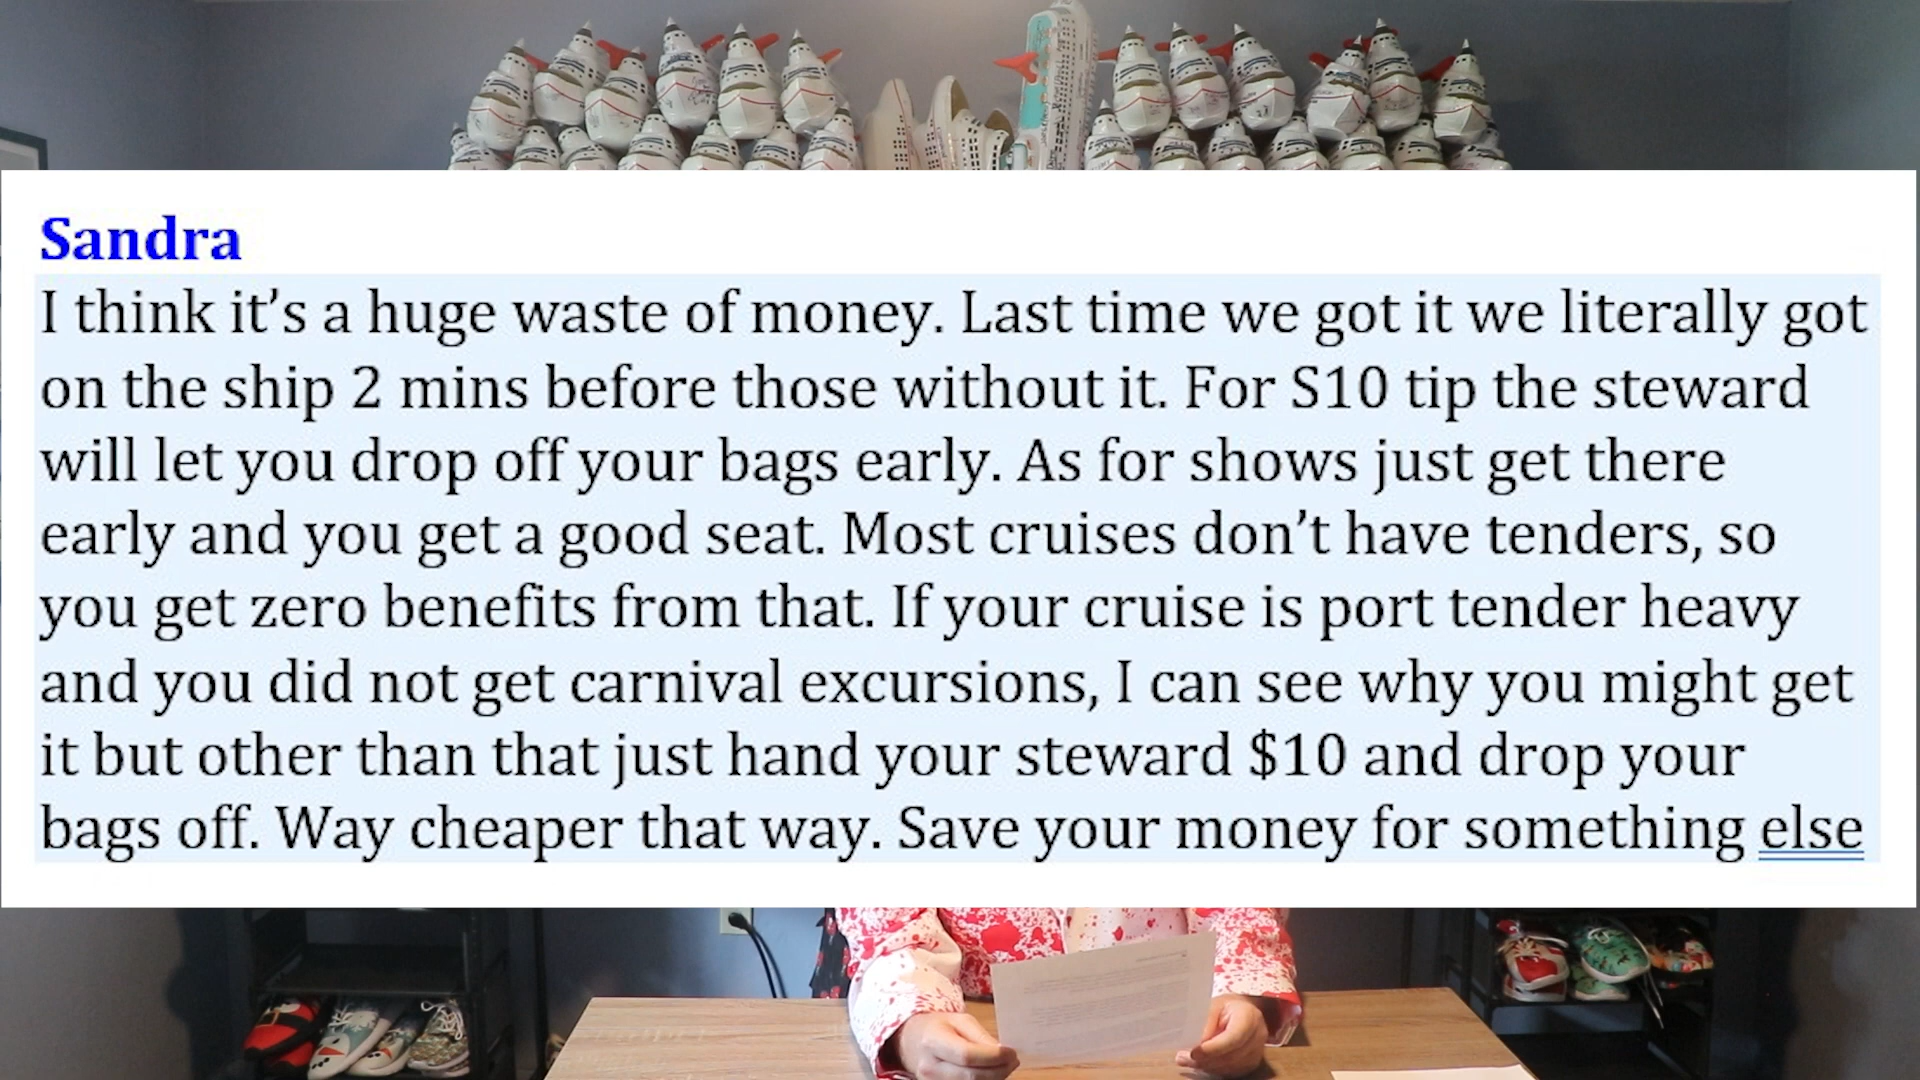 Sandra
I think it’s a huge waste of money. Last time we got it we literally got
on the ship 2 mins before those without it. For S10 tip the steward
will let you drop off your bags early. As for shows just get there
early and you get a good seat. Most cruises don’t have tenders, so
you get zero benefits from that. If your cruise is port tender heavy
and you did not get carnival excursions, I can see why you might get
it but other than that just hand your steward $10 and drop your
bags off. Way cheaper that way. Save your money for something else